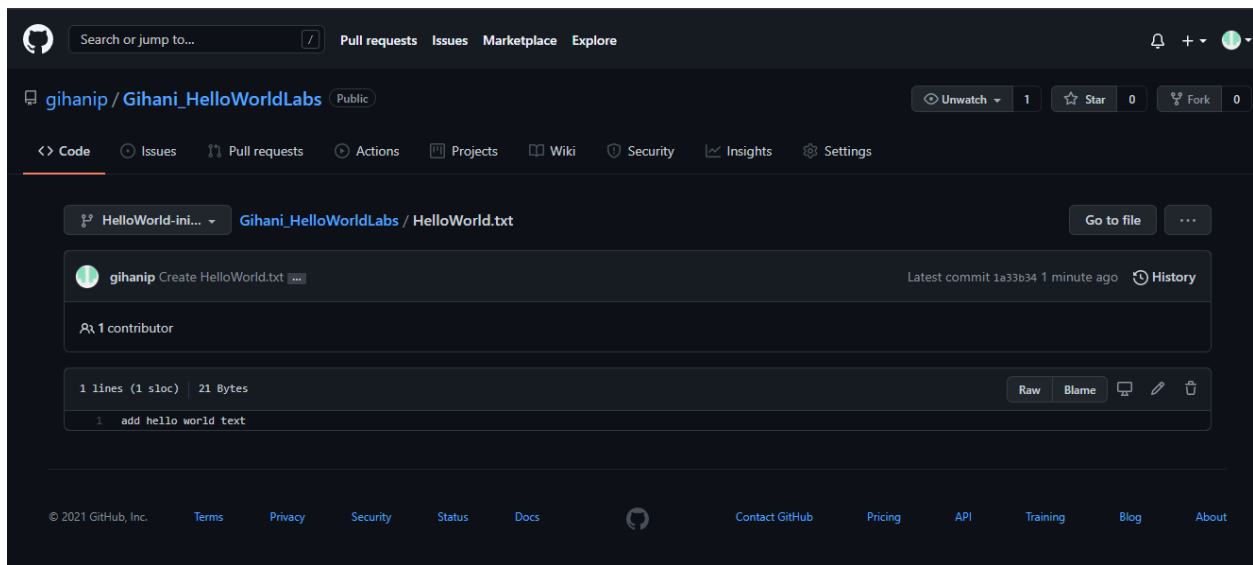 Search or jump to... / Pull requests Issues Marketplace Explore
gihanip / Gihani_HelloWorldLabs Public Unwatch 1 Star 0 Fork 0
<> Code Issues Pull requests Actions Projects Wiki Security Insights Settings
HelloWorld-ini... Gihani_HelloWorldLabs / HelloWorld.txt Go to file ...
gihanip Create HelloWorld.txt ... Latest commit 1a33b34 1 minute ago History
1 contributor
1 lines (1 sloc) 21 Bytes Raw Blame
1 add hello world text
© 2021 GitHub, Inc. Terms Privacy Security Status Docs Contact GitHub Pricing API Training Blog About